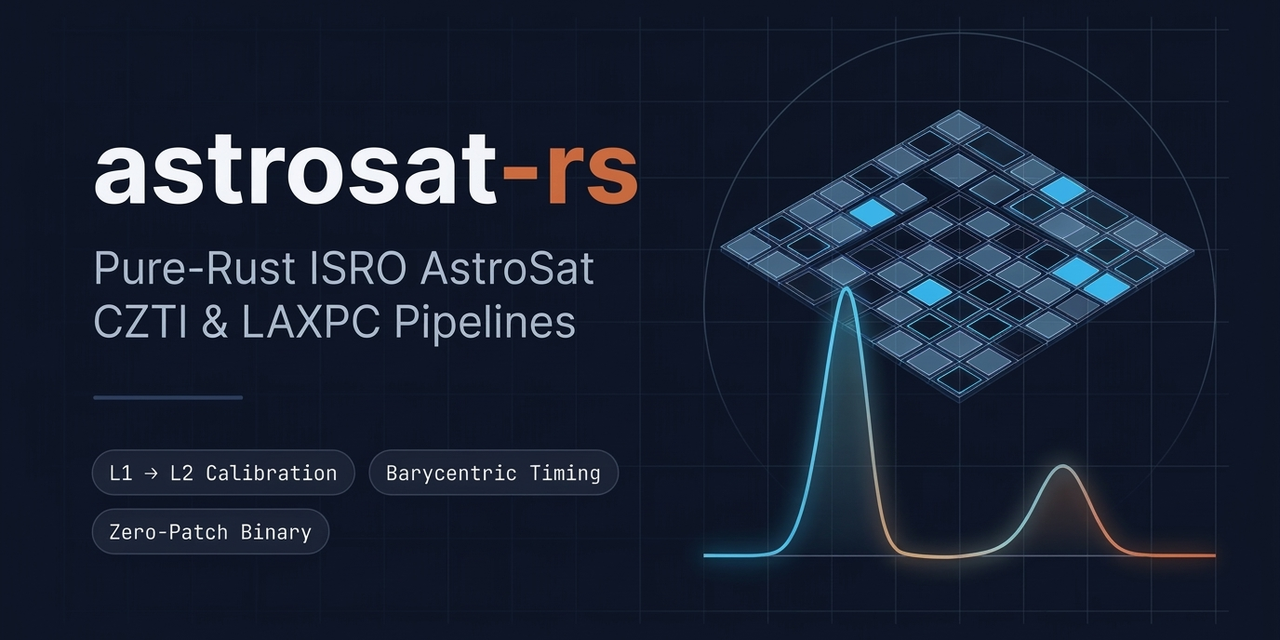 astrosat-rs
Pure-Rust ISRO AstroSat
CZTI & LAXPC Pipelines
L1 → L2 Calibration
Barycentric Timing
Zero-Patch Binary